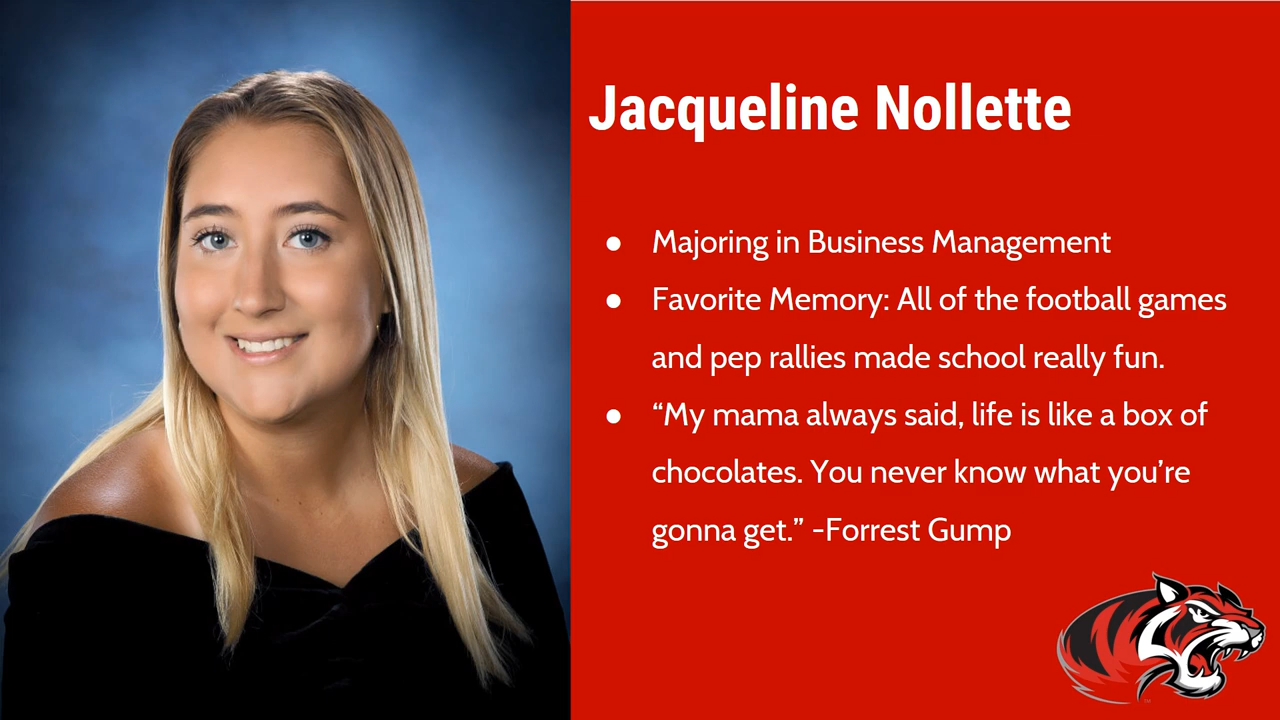 Jacqueline Nollette
● Majoring in Business Management
● Favorite Memory: All of the football games
and pep rallies made school really fun.
● “My mama always said, life is like a box of
chocolates. You never know what you’re
gonna get.” -Forrest Gump